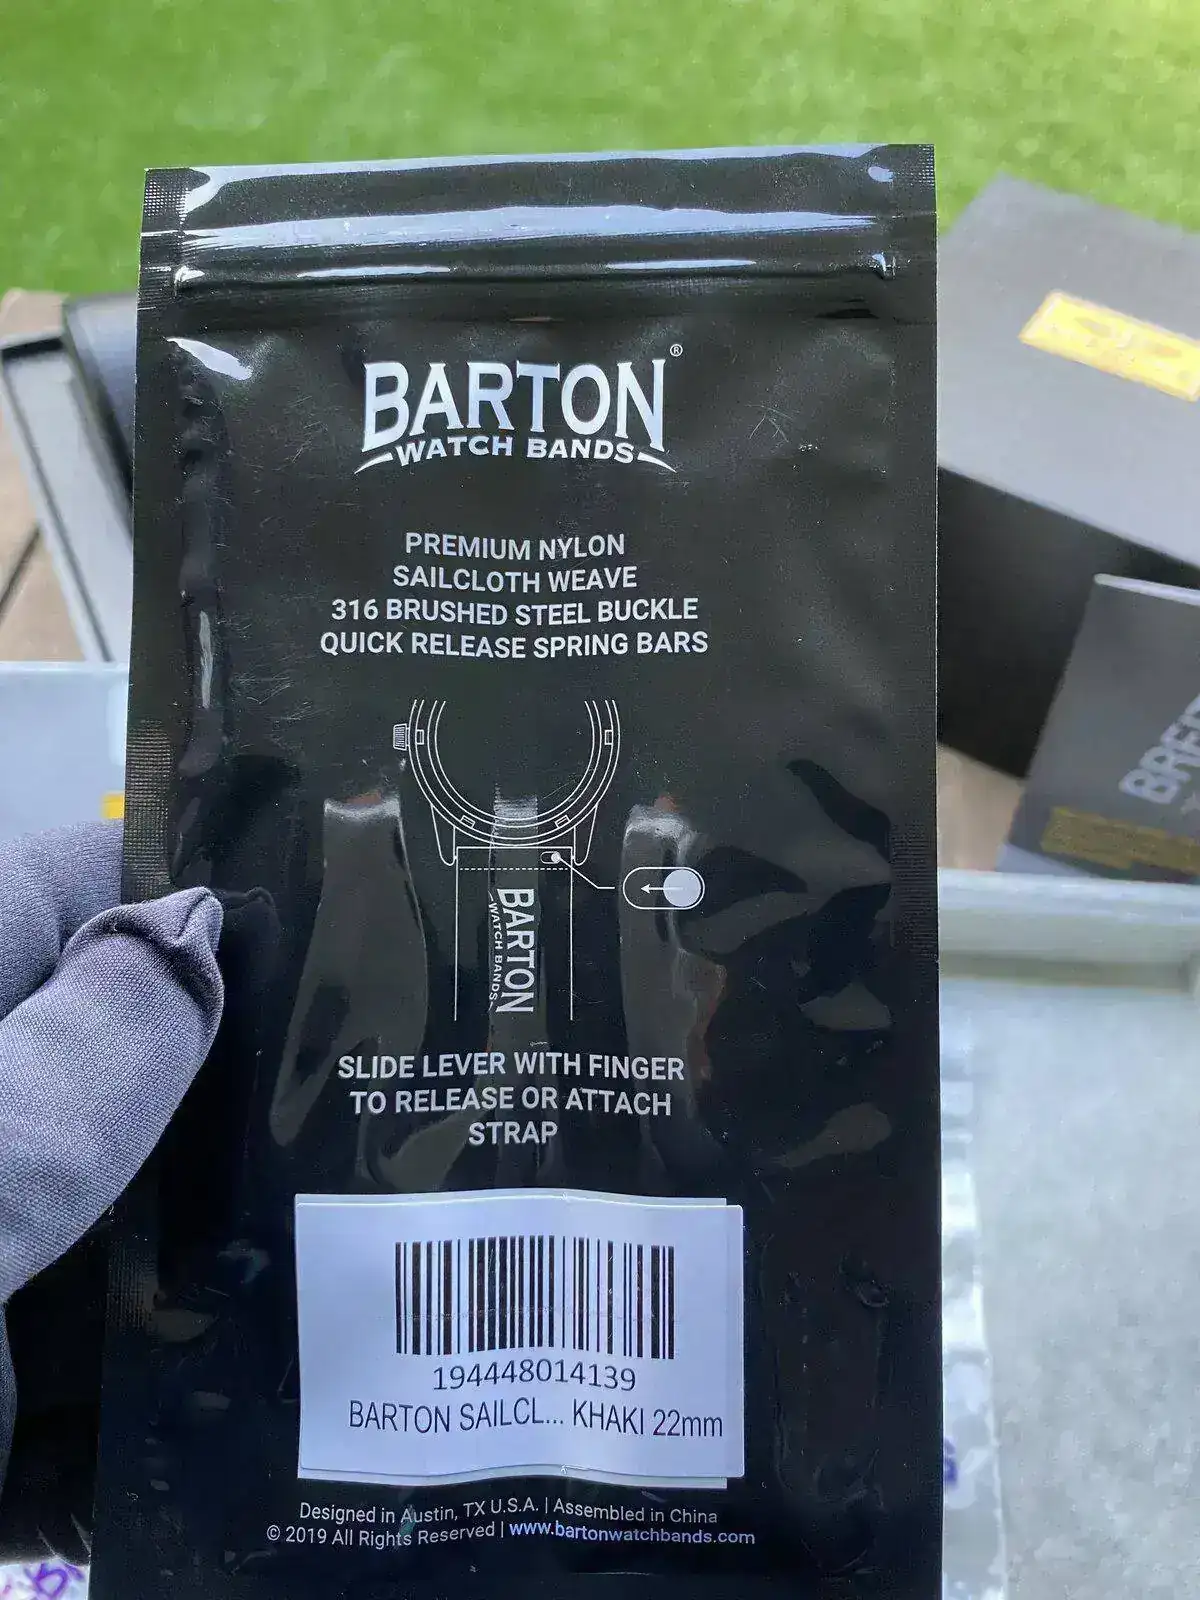 BARTON®
WATCH BANDS
PREMIUM NYLON
SAILCLOTH WEAVE
316 BRUSHED STEEL BUCKLE
QUICK RELEASE SPRING BARS
BARTON
WATCH BANDS
SLIDE LEVER WITH FINGER
TO RELEASE OR ATTACH
STRAP
194448014139
BARTON SAILCL... KHAKI 22mm
Designed in Austin, TX U.S.A. | Assembled in China
© 2019 All Rights Reserved | www.bartonwatchbands.com